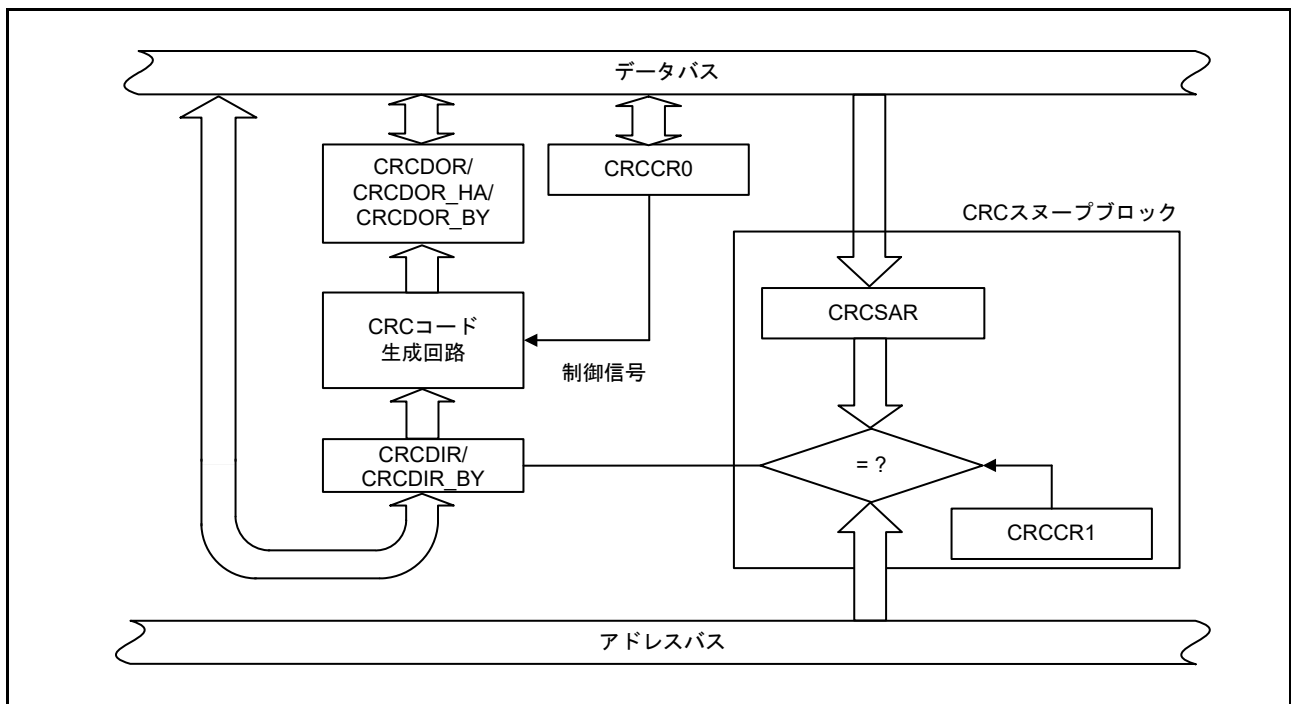 データバス
CRCDOR/
CRCDOR_HA/
CRCDOR_BY
CRCCR0
CRCスヌープブロック
CRCSAR
CRCコード
生成回路
制御信号
CRCDIR/
CRCDIR_BY
= ?
CRCCR1
アドレスバス